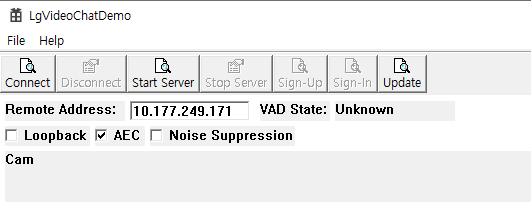 LgVideoChatDemo
File Help
Connect Disconnect Start Server Stop Server Sign-Up Sign-In Update
Remote Address: 10.177.249.171 VAD State: Unknown
Loopback AEC Noise Suppression
Cam